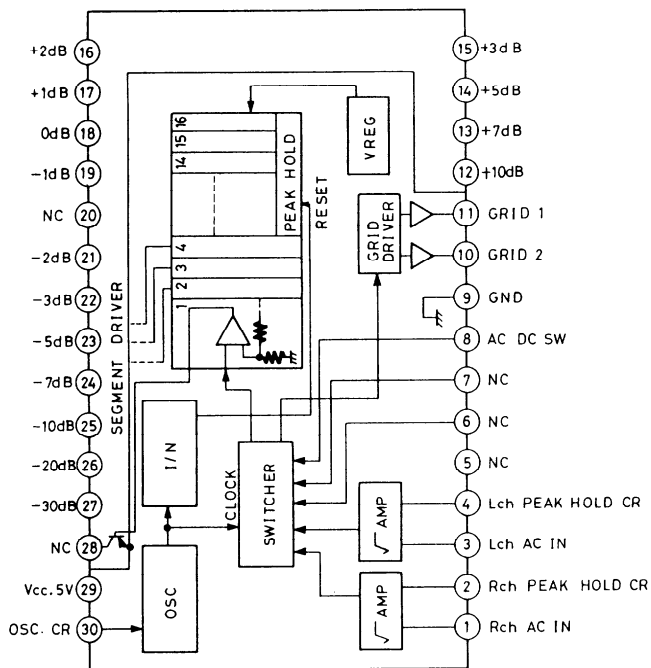 +2dB 16
+1dB 17
0dB 18
-1dB 19
NC 20
-2dB 21
-3dB 22
-5dB 23
-7dB 24
-10dB 25
-20dB 26
-30dB 27
NC 28
Vcc.5V 29
OSC. CR 30
SEGMENT DRIVER
16
15
14
4
3
2
1
PEAK HOLD
RESET
VREG
GRID DRIVER
I/N
CLOCK
SWITCHER
OSC
√AMP
√AMP
15 +3dB
14 +5dB
13 +7dB
12 +10dB
11 GRID 1
10 GRID 2
9 GND
8 AC DC SW
7 NC
6 NC
5 NC
4 Lch PEAK HOLD CR
3 Lch AC IN
2 Rch PEAK HOLD CR
1 Rch AC IN